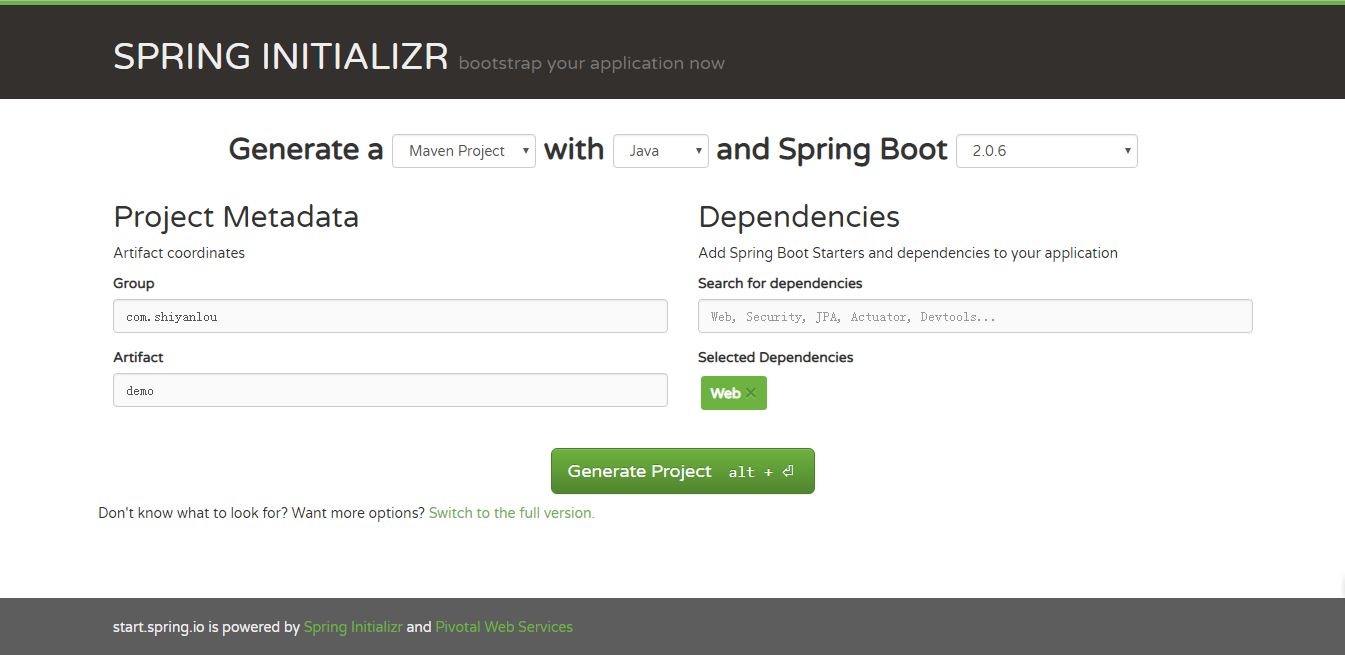 SPRING INITIALIZR bootstrap your application now
Generate a Maven Project with Java and Spring Boot 2.0.6
Project Metadata
Artifact coordinates
Group
com.shiyanlou
Artifact
demo
Dependencies
Add Spring Boot Starters and dependencies to your application
Search for dependencies
Web, Security, JPA, Actuator, Devtools...
Selected Dependencies
Web ×
Generate Project alt + ⏎
Don't know what to look for? Want more options? Switch to the full version.
start.spring.io is powered by Spring Initializr and Pivotal Web Services